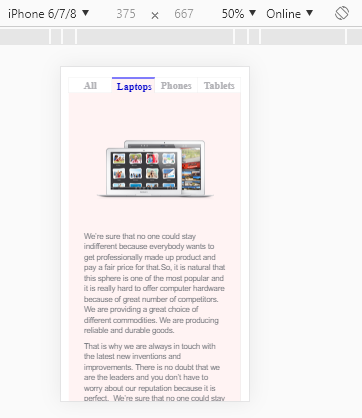 iPhone 6/7/8 ▼ 375 × 667 50% ▼ Online ▼
All Laptops Phones Tablets
We're sure that no one could stay
indifferent because everybody wants to
get professionally made up product and
pay a fair price for that.So, it is natural that
this sphere is one of the most popular and
it is really hard to offer computer hardware
because of great number of competitors.
We are providing a great choice of
different commodities. We are producing
reliable and durable goods.
That is why we are always in touch with
the latest new inventions and
improvements. There is no doubt that we
are the leaders and you don't have to
worry about our reputation because it is
perfect. We're sure that no one could stay